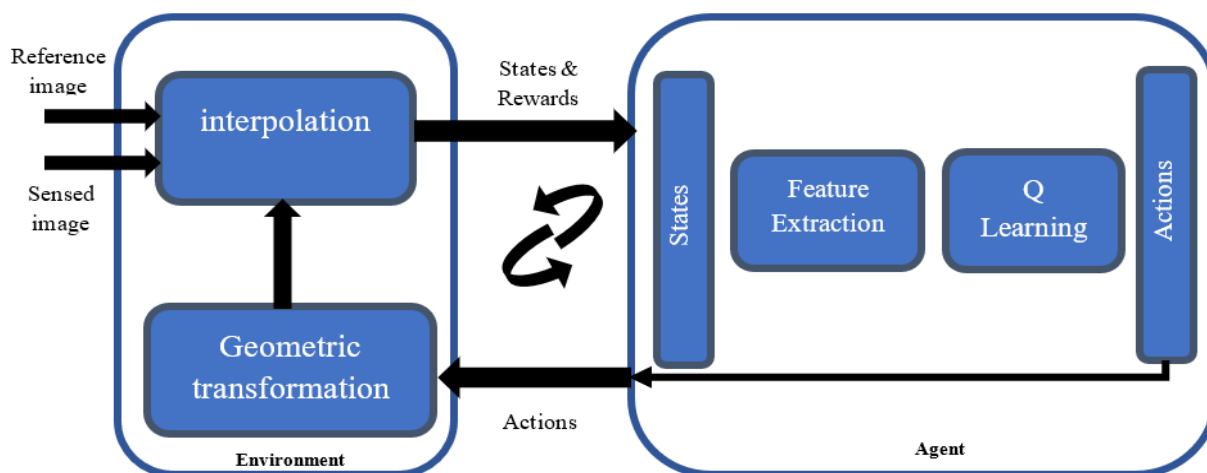 Reference
image
Sensed
image
interpolation
Geometric
transformation
Environment
States &
Rewards
Actions
States
Feature
Extraction
Q
Learning
Actions
Agent